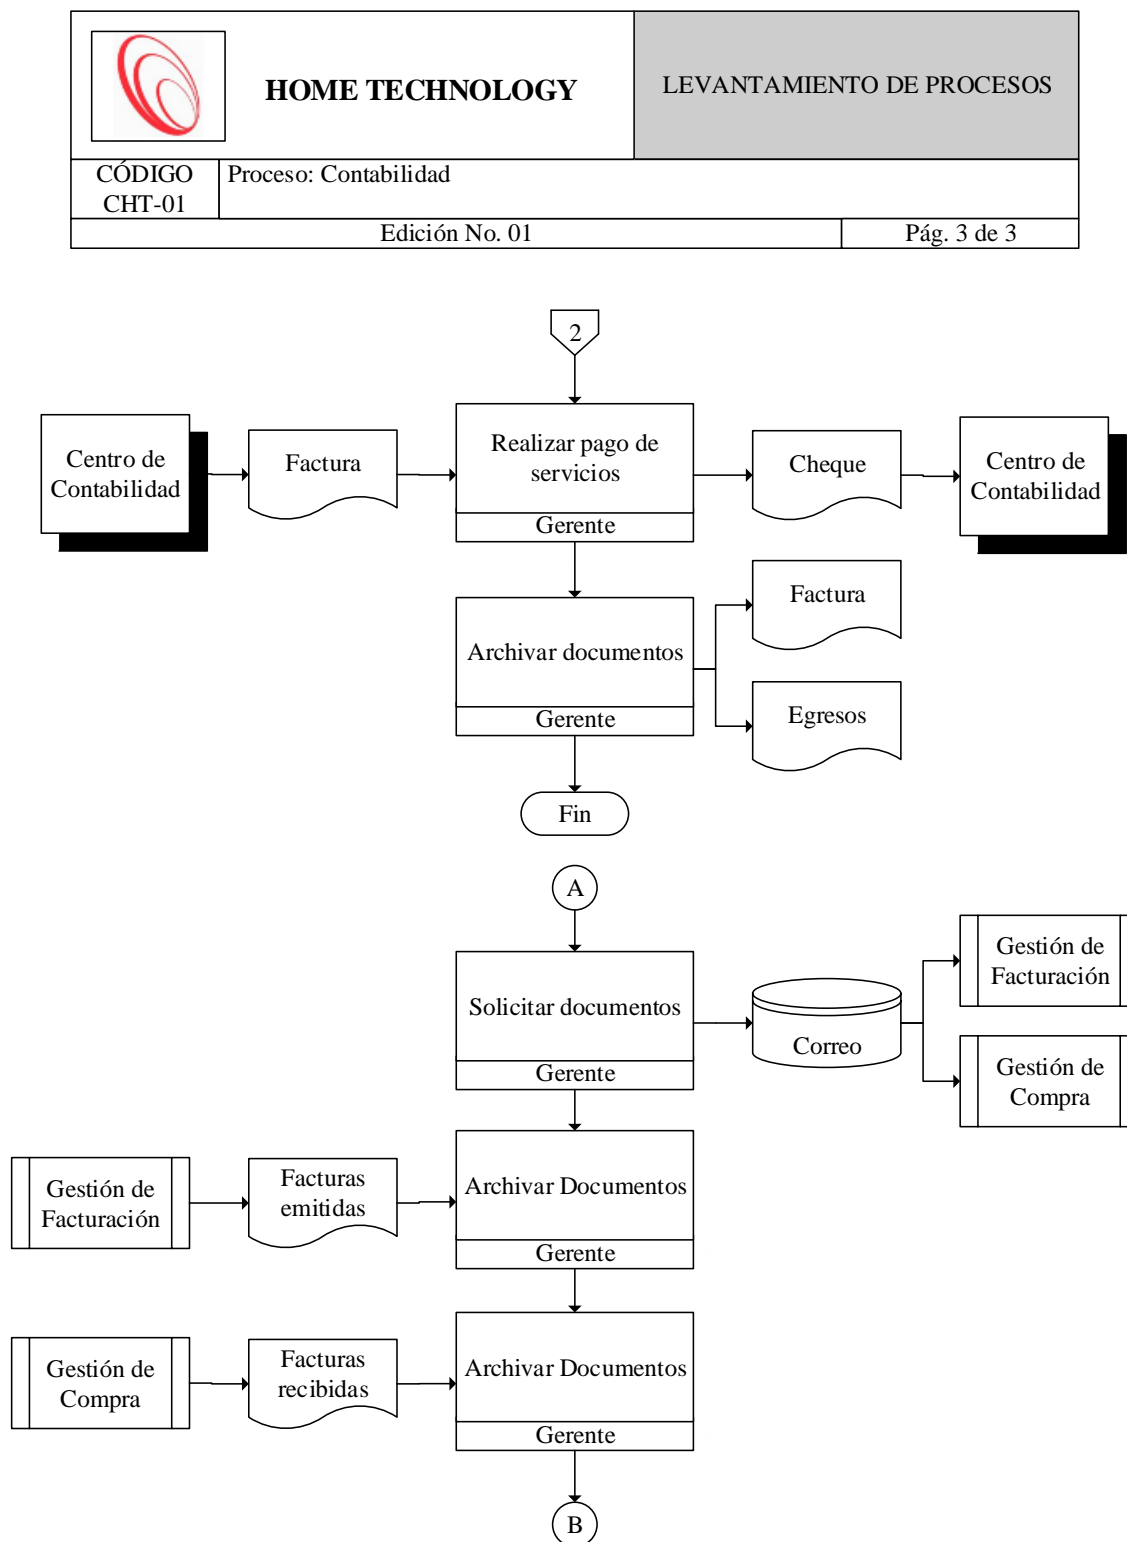 HOME TECHNOLOGY
LEVANTAMIENTO DE PROCESOS
CÓDIGO
CHT-01
Proceso: Contabilidad
Edición No. 01
Pág. 3 de 3
2
Centro de
Contabilidad
Factura
Realizar pago de
servicios
Gerente
Cheque
Centro de
Contabilidad
Archivar documentos
Gerente
Factura
Egresos
Fin
A
Solicitar documentos
Gerente
Correo
Gestión de
Facturación
Gestión de
Compra
Gestión de
Facturación
Facturas
emitidas
Archivar Documentos
Gerente
Gestión de
Compra
Facturas
recibidas
Archivar Documentos
Gerente
B